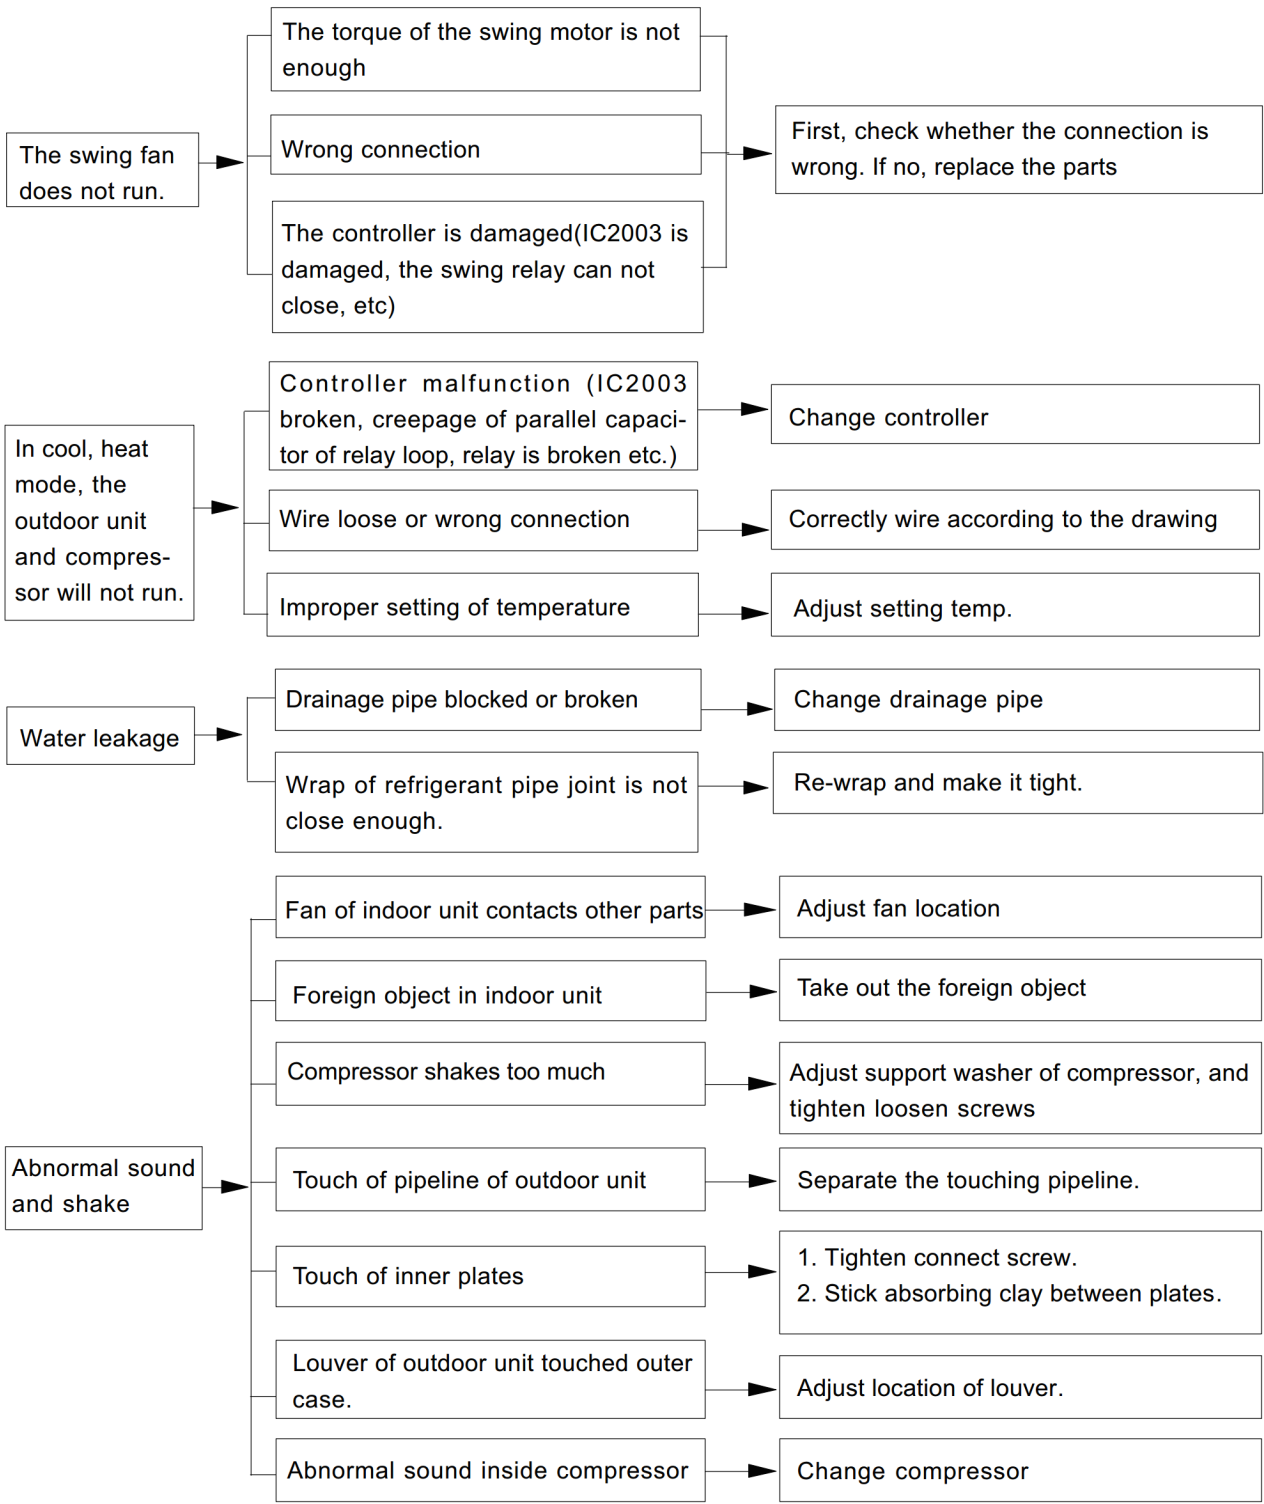 The swing fan
does not run.
The torque of the swing motor is not
enough
Wrong connection
The controller is damaged(IC2003 is
damaged, the swing relay can not
close, etc)
First, check whether the connection is
wrong. If no, replace the parts
In cool, heat
mode, the
outdoor unit
and compres-
sor will not run.
Controller malfunction (IC2003
broken, creepage of parallel capaci-
tor of relay loop, relay is broken etc.)
Change controller
Wire loose or wrong connection
Correctly wire according to the drawing
Improper setting of temperature
Adjust setting temp.
Water leakage
Drainage pipe blocked or broken
Change drainage pipe
Wrap of refrigerant pipe joint is not
close enough.
Re-wrap and make it tight.
Abnormal sound
and shake
Fan of indoor unit contacts other parts
Adjust fan location
Foreign object in indoor unit
Take out the foreign object
Compressor shakes too much
Adjust support washer of compressor, and
tighten loosen screws
Touch of pipeline of outdoor unit
Separate the touching pipeline.
Touch of inner plates
1. Tighten connect screw.
2. Stick absorbing clay between plates.
Louver of outdoor unit touched outer
case.
Adjust location of louver.
Abnormal sound inside compressor
Change compressor